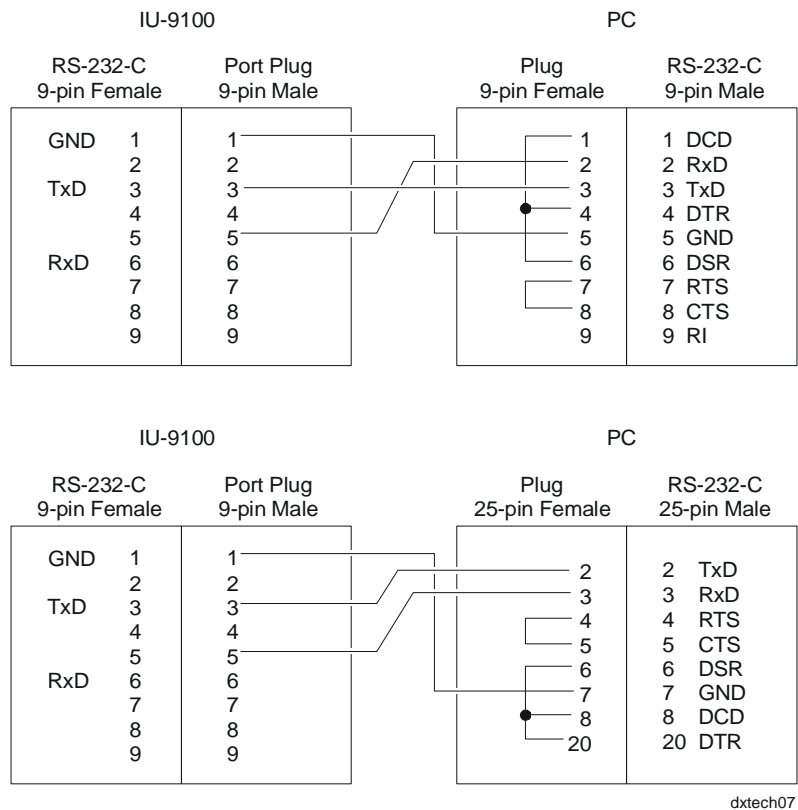 IU-9100 PC
RS-232-C Port Plug Plug RS-232-C
9-pin Female 9-pin Male 9-pin Female 9-pin Male
GND 1 1 1 1 DCD
2 2 2 2 RxD
TxD 3 3 3 3 TxD
4 4 4 4 DTR
5 5 5 5 GND
RxD 6 6 6 6 DSR
7 7 7 7 RTS
8 8 8 8 CTS
9 9 9 9 RI
IU-9100 PC
RS-232-C Port Plug Plug RS-232-C
9-pin Female 9-pin Male 25-pin Female 25-pin Male
GND 1 1 2 2 TxD
2 2 3 3 RxD
TxD 3 3 4 4 RTS
4 4 5 5 CTS
5 5 6 6 DSR
RxD 6 6 7 7 GND
7 7 8 8 DCD
8 8 20 20 DTR
9 9
dxtech07